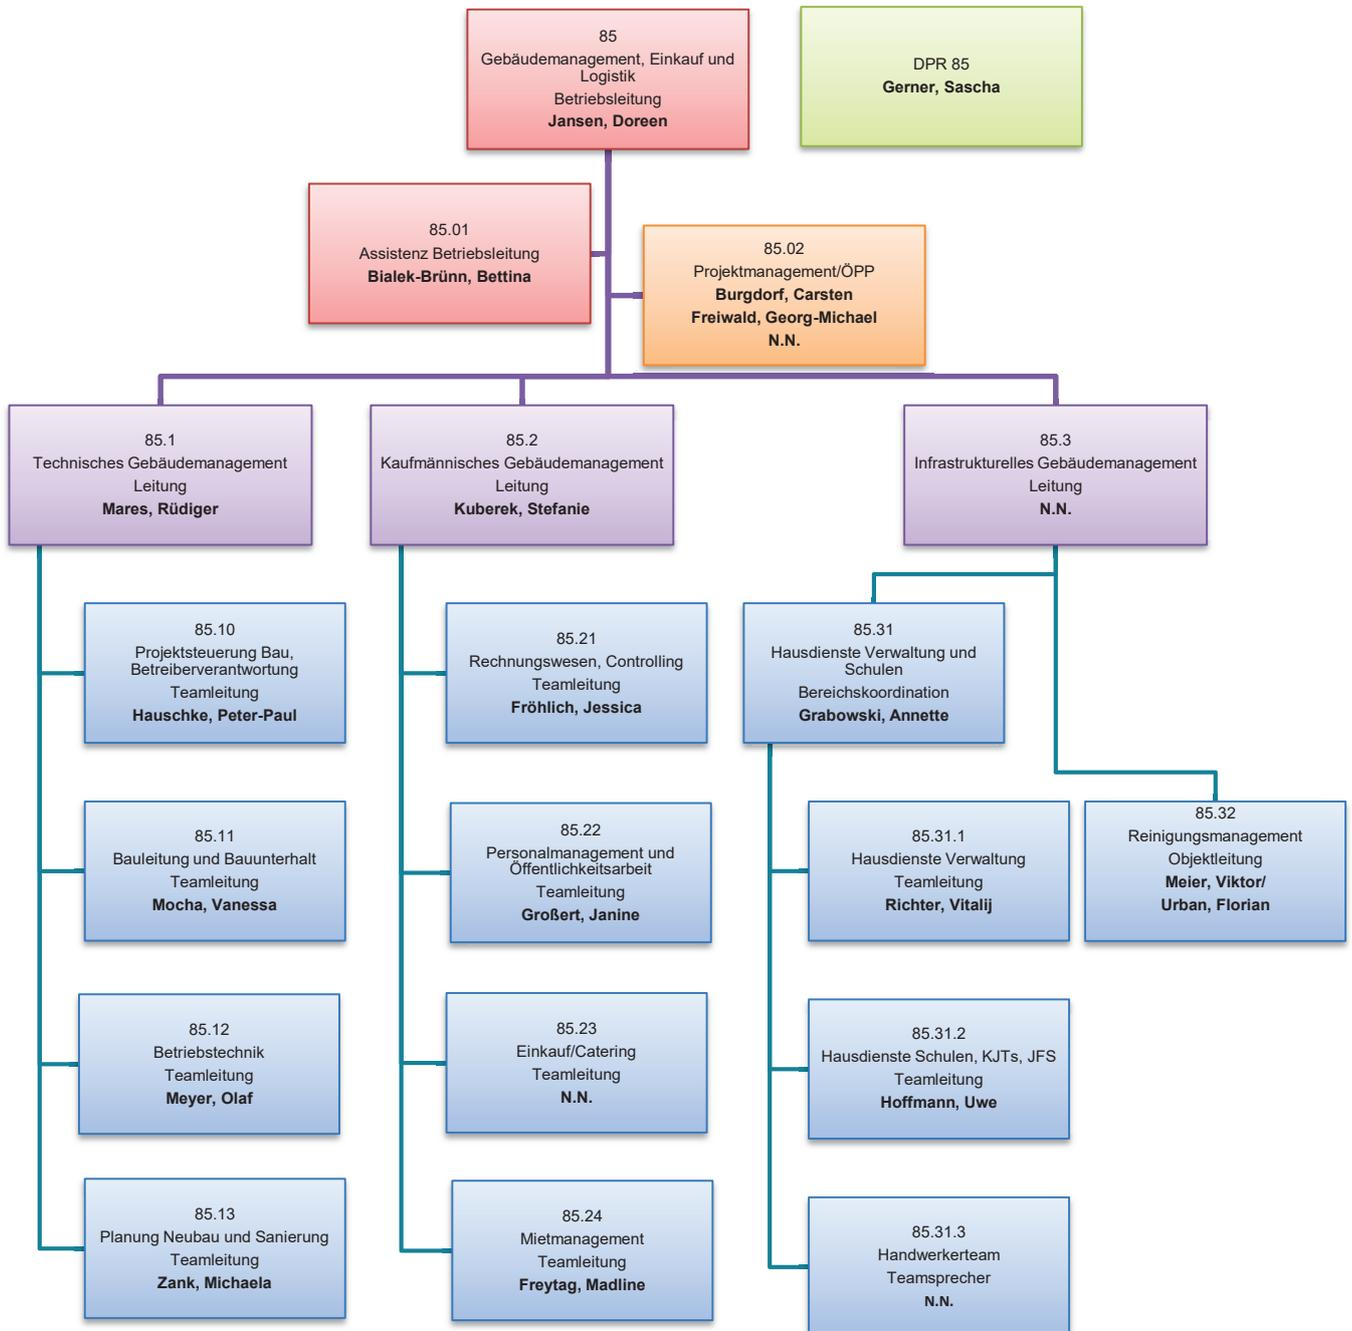 85
Gebäudemanagement, Einkauf und
Logistik
Betriebsleitung
Jansen, Doreen
DPR 85
Gerner, Sascha
85.01
Assistenz Betriebsleitung
Bialek-Brünn, Bettina
85.02
Projektmanagement/ÖPP
Burgdorf, Carsten
Freiwald, Georg-Michael
N.N.
85.1
Technisches Gebäudemanagement
Leitung
Mares, Rüdiger
85.2
Kaufmännisches Gebäudemanagement
Leitung
Kuberek, Stefanie
85.3
Infrastrukturelles Gebäudemanagement
Leitung
N.N.
85.10
Projektsteuerung Bau,
Betreiberverantwortung
Teamleitung
Hauschke, Peter-Paul
85.21
Rechnungswesen, Controlling
Teamleitung
Fröhlich, Jessica
85.31
Hausdienste Verwaltung und
Schulen
Bereichskoordination
Grabowski, Annette
85.11
Bauleitung und Bauunterhalt
Teamleitung
Mocha, Vanessa
85.22
Personalmanagement und
Öffentlichkeitsarbeit
Teamleitung
Großert, Janine
85.31.1
Hausdienste Verwaltung
Teamleitung
Richter, Vitalij
85.32
Reinigungsmanagement
Objektleitung
Meier, Viktor/
Urban, Florian
85.12
Betriebstechnik
Teamleitung
Meyer, Olaf
85.23
Einkauf/Catering
Teamleitung
N.N.
85.31.2
Hausdienste Schulen, KJTs, JFS
Teamleitung
Hoffmann, Uwe
85.13
Planung Neubau und Sanierung
Teamleitung
Zank, Michaela
85.24
Mietmanagement
Teamleitung
Freytag, Madline
85.31.3
Handwerkerteam
Teamsprecher
N.N.